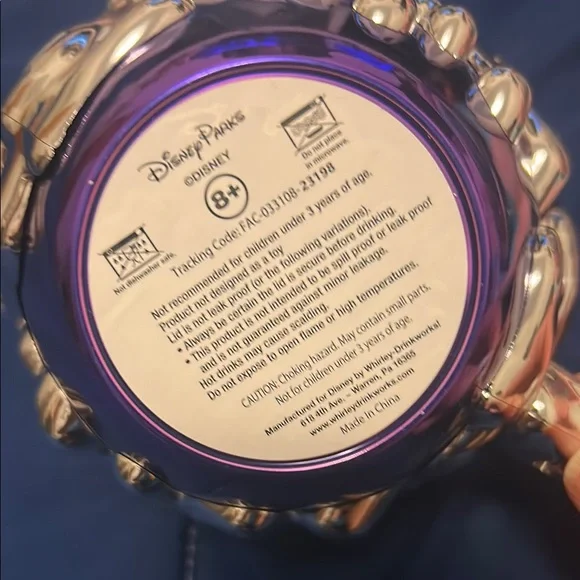 Disney Parks
©DISNEY
8+
Do not place
in microwave.
Not dishwasher safe.
Tracking Code: FAC-033108-23198
Not recommended for children under 3 years of age.
Product not designed as a toy
Lid is not leak proof (or the following variations).
• Always be certain the lid is secure before drinking.
• This product is not intended to be spill proof or leak proof
and is not guaranteed against minor leakage.
Hot drinks may cause scalding.
Do not expose to open flame or high temperatures.
CAUTION: Choking hazard. May contain small parts.
Not for children under 3 years of age.
Manufactured for Disney by Whirley-Drinkworks!
618 4th Ave. – Warren, Pa 16365
www.whirleydrinkworks.com
Made in China